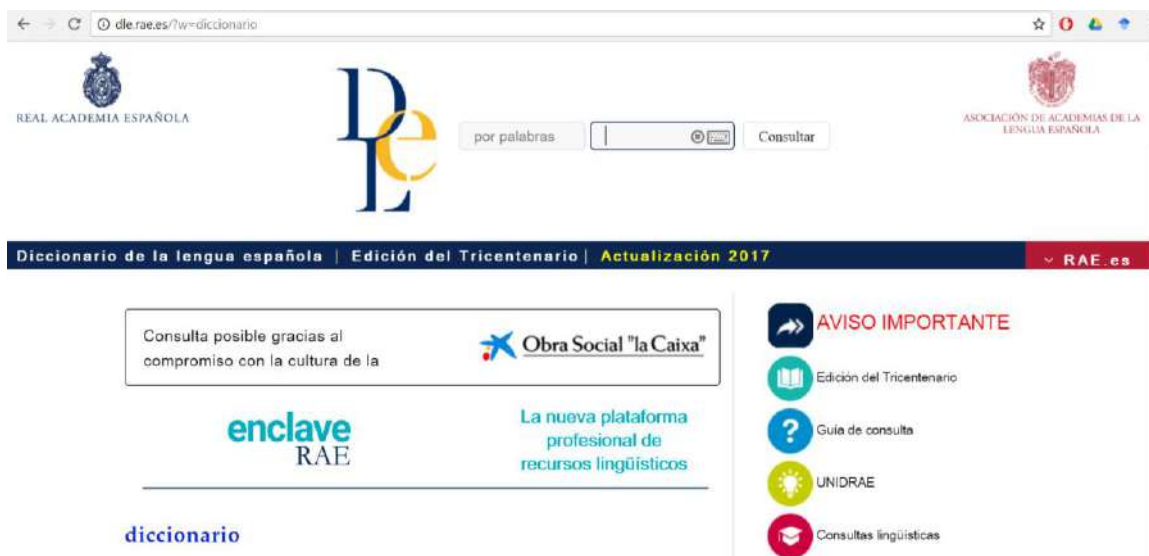 dle.rae.es/?w=diccionario
REAL ACADEMIA ESPAÑOLA
DLe
por palabras
Consultar
ASOCIACIÓN DE ACADEMIAS DE LA
LENGUA ESPAÑOLA
Diccionario de la lengua española | Edición del Tricentenario | Actualización 2017
RAE.es
Consulta posible gracias al
compromiso con la cultura de la
Obra Social "la Caixa"
enclave
RAE
La nueva plataforma
profesional de
recursos lingüísticos
diccionario
AVISO IMPORTANTE
Edición del Tricentenario
Guía de consulta
UNIDRAE
Consultas lingüísticas